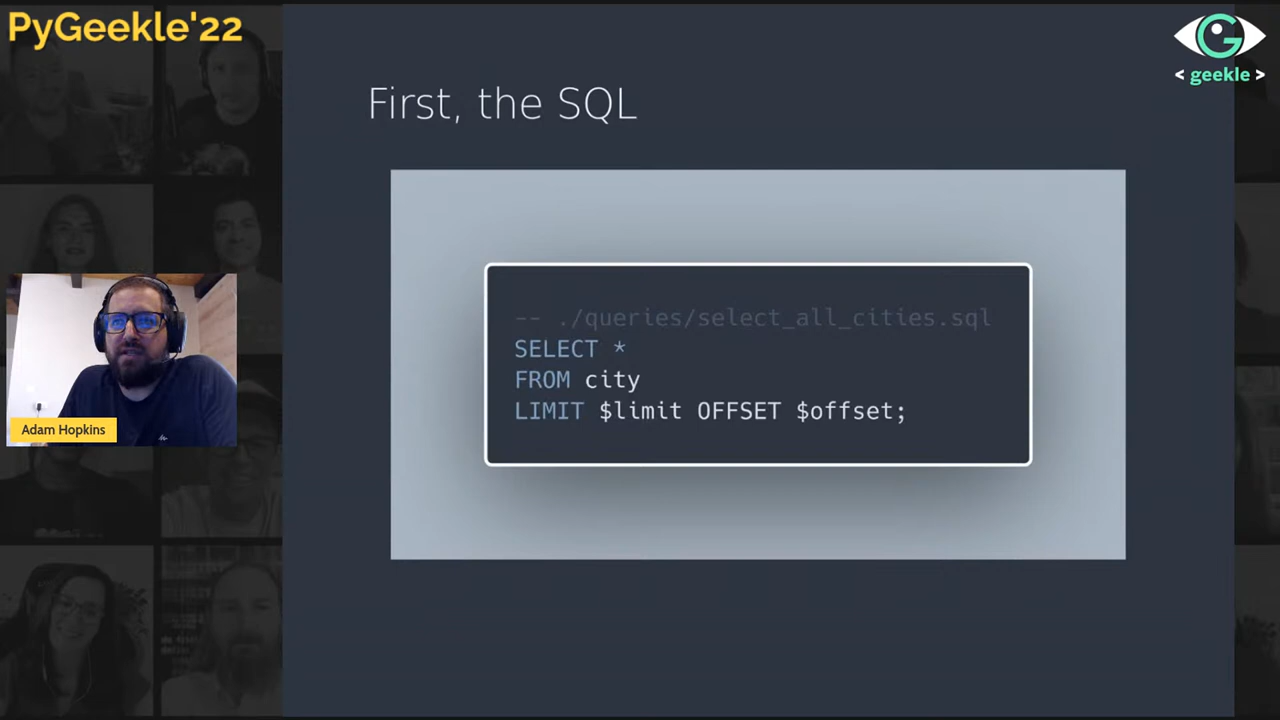 PyGeekle'22
< geekle >
First, the SQL
-- ./queries/select_all_cities.sql
SELECT *
FROM city
LIMIT $limit OFFSET $offset;
Adam Hopkins